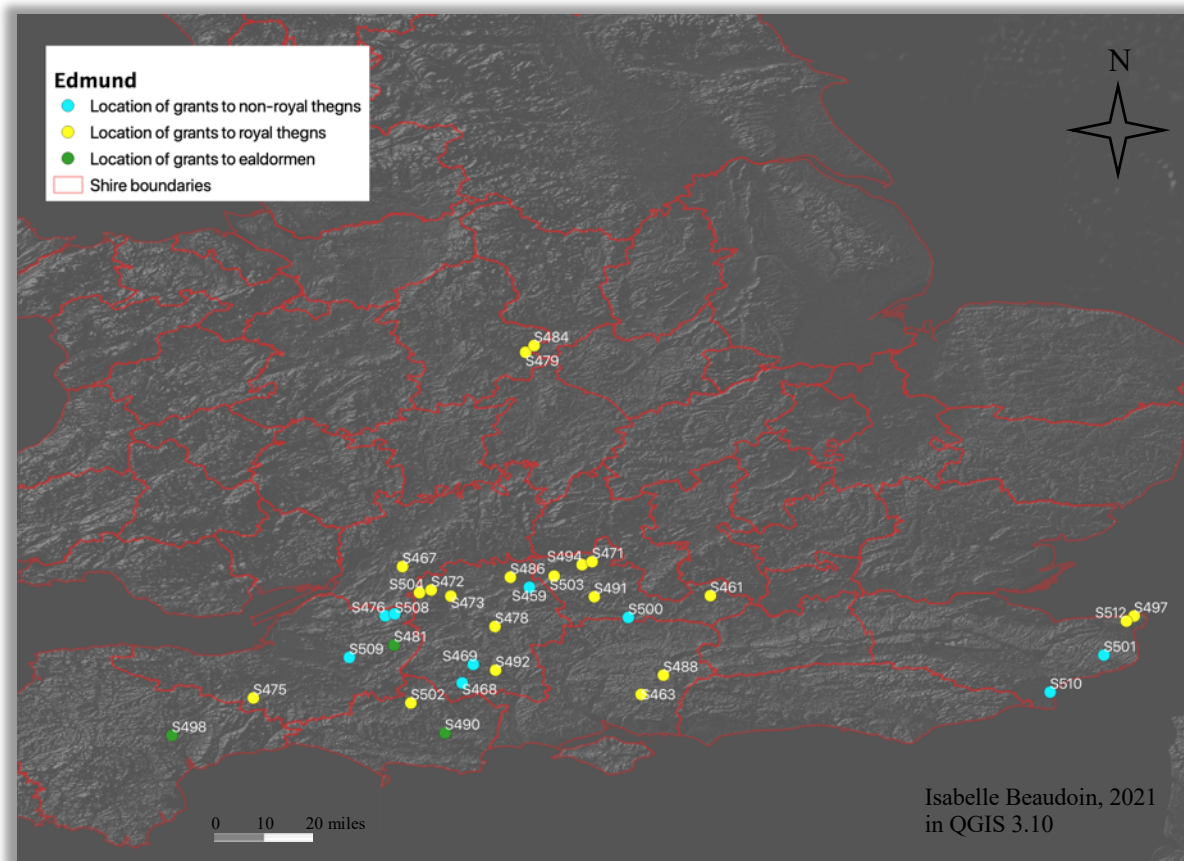 Edmund
Location of grants to non-royal thegns
Location of grants to royal thegns
Location of grants to ealdormen
Shire boundaries
N
S484
S479
S467
S486
S494
S471
S504
S472
S473
S459
S503
S491
S461
S476
S508
S478
S500
S512
S497
S481
S509
S469
S492
S488
S501
S475
S502
S468
S463
S510
S498
S490
0 10 20 miles
Isabelle Beaudoin, 2021
in QGIS 3.10